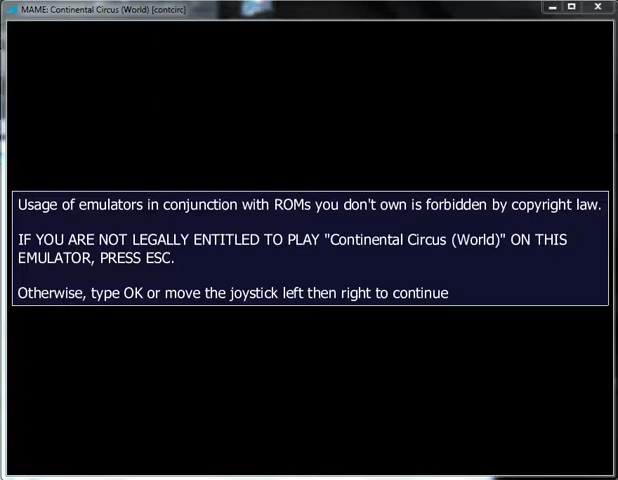 MAME: Continental Circus (World) [contcirc]
Usage of emulators in conjunction with ROMs you don't own is forbidden by copyright law.
IF YOU ARE NOT LEGALLY ENTITLED TO PLAY "Continental Circus (World)" ON THIS
EMULATOR, PRESS ESC.
Otherwise, type OK or move the joystick left then right to continue